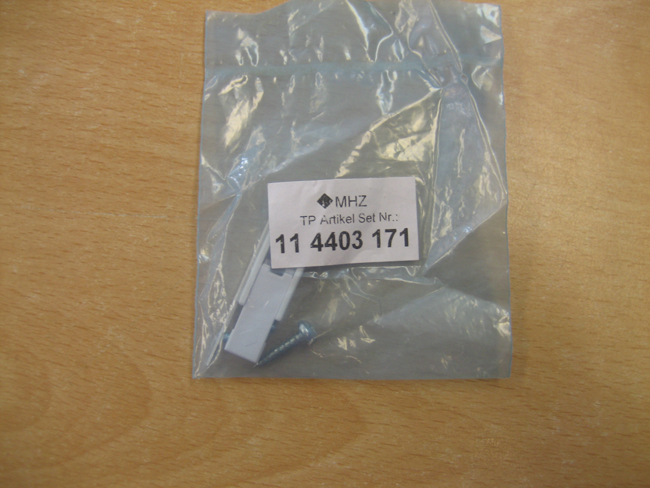 MHZ
TP Artikel Set Nr.:
11 4403 171